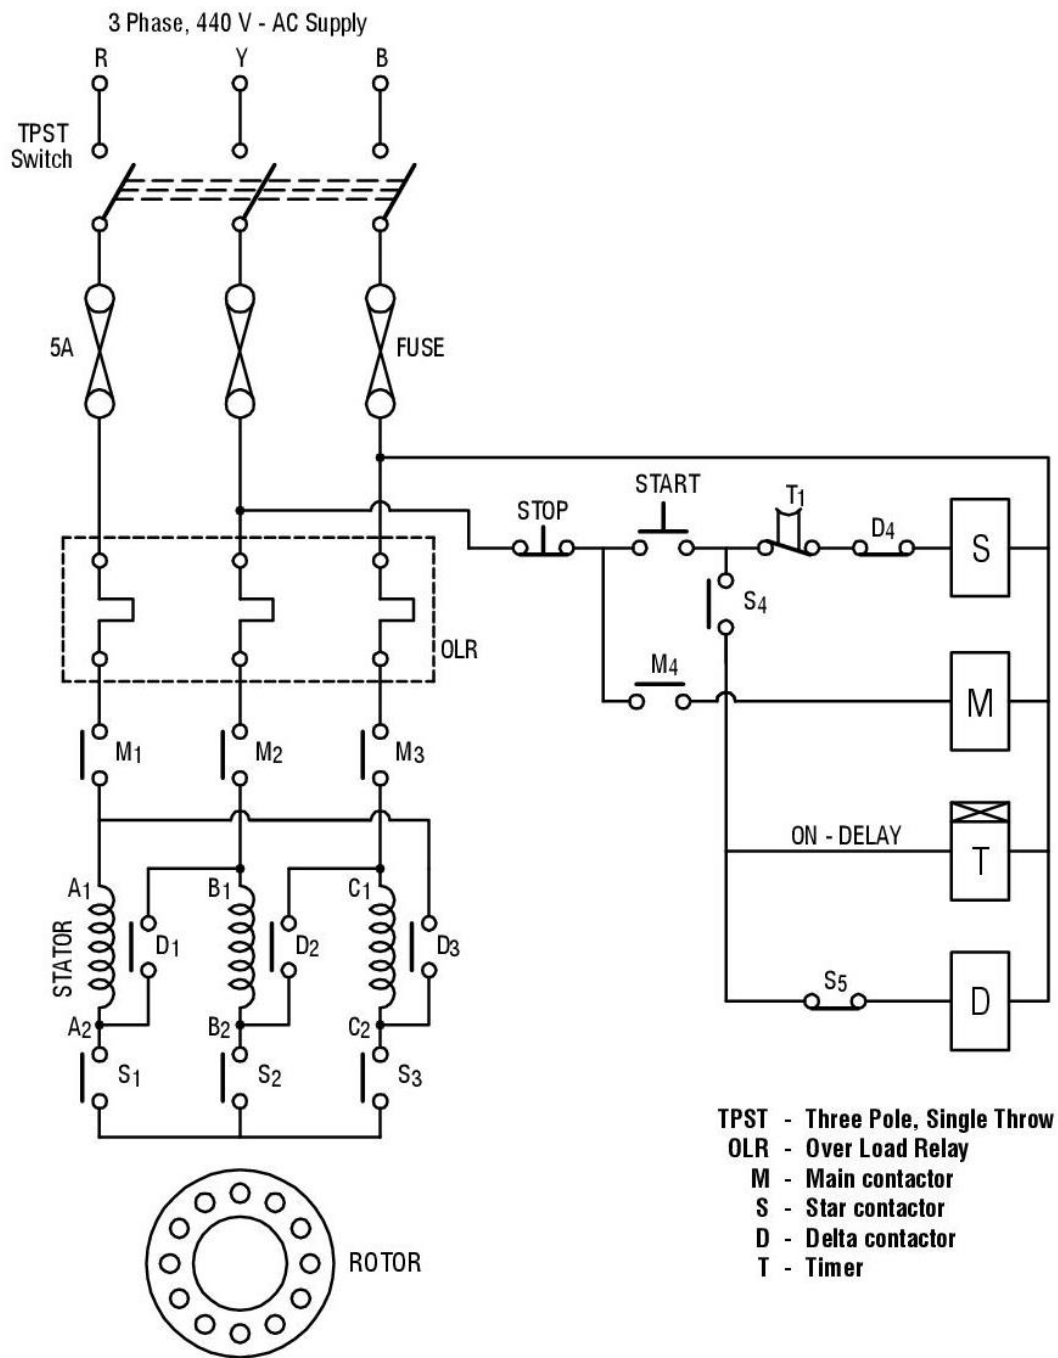 3 Phase, 440 V - AC Supply
R Y B
TPST
Switch
5A FUSE
STOP START T1 D4 S
S4
OLR
M4 M
M1 M2 M3
ON - DELAY T
A1 B1 C1
STATOR D1 D2 D3
S5 D
A2 B2 C2
S1 S2 S3
TPST - Three Pole, Single Throw
OLR - Over Load Relay
M - Main contactor
S - Star contactor
D - Delta contactor
T - Timer
ROTOR